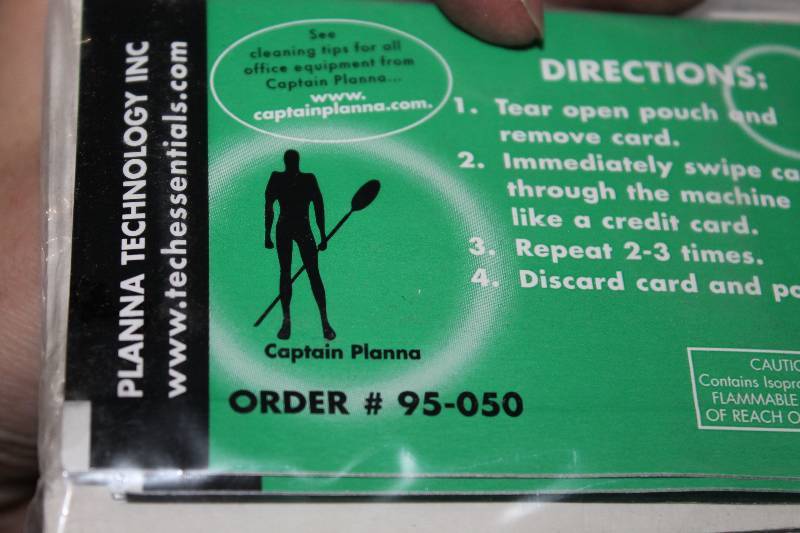 PLANNA TECHNOLOGY INC
www.techessentials.com
See
cleaning tips for all
office equipment from
Captain Planna...
www.
captainplanna.com.
Captain Planna
ORDER # 95-050
DIRECTIONS:
1. Tear open pouch and
remove card.
2. Immediately swipe
through the machine
like a credit card.
3. Repeat 2-3 times.
4. Discard card and
Contains
FLAMMABLE
OF REACH